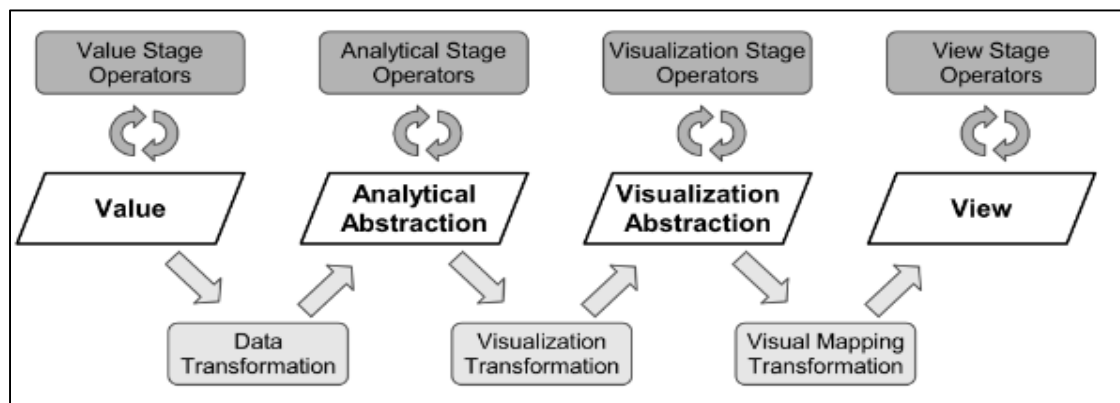 Value Stage
Operators
Analytical Stage
Operators
Visualization Stage
Operators
View Stage
Operators
Value
Analytical
Abstraction
Visualization
Abstraction
View
Data
Transformation
Visualization
Transformation
Visual Mapping
Transformation